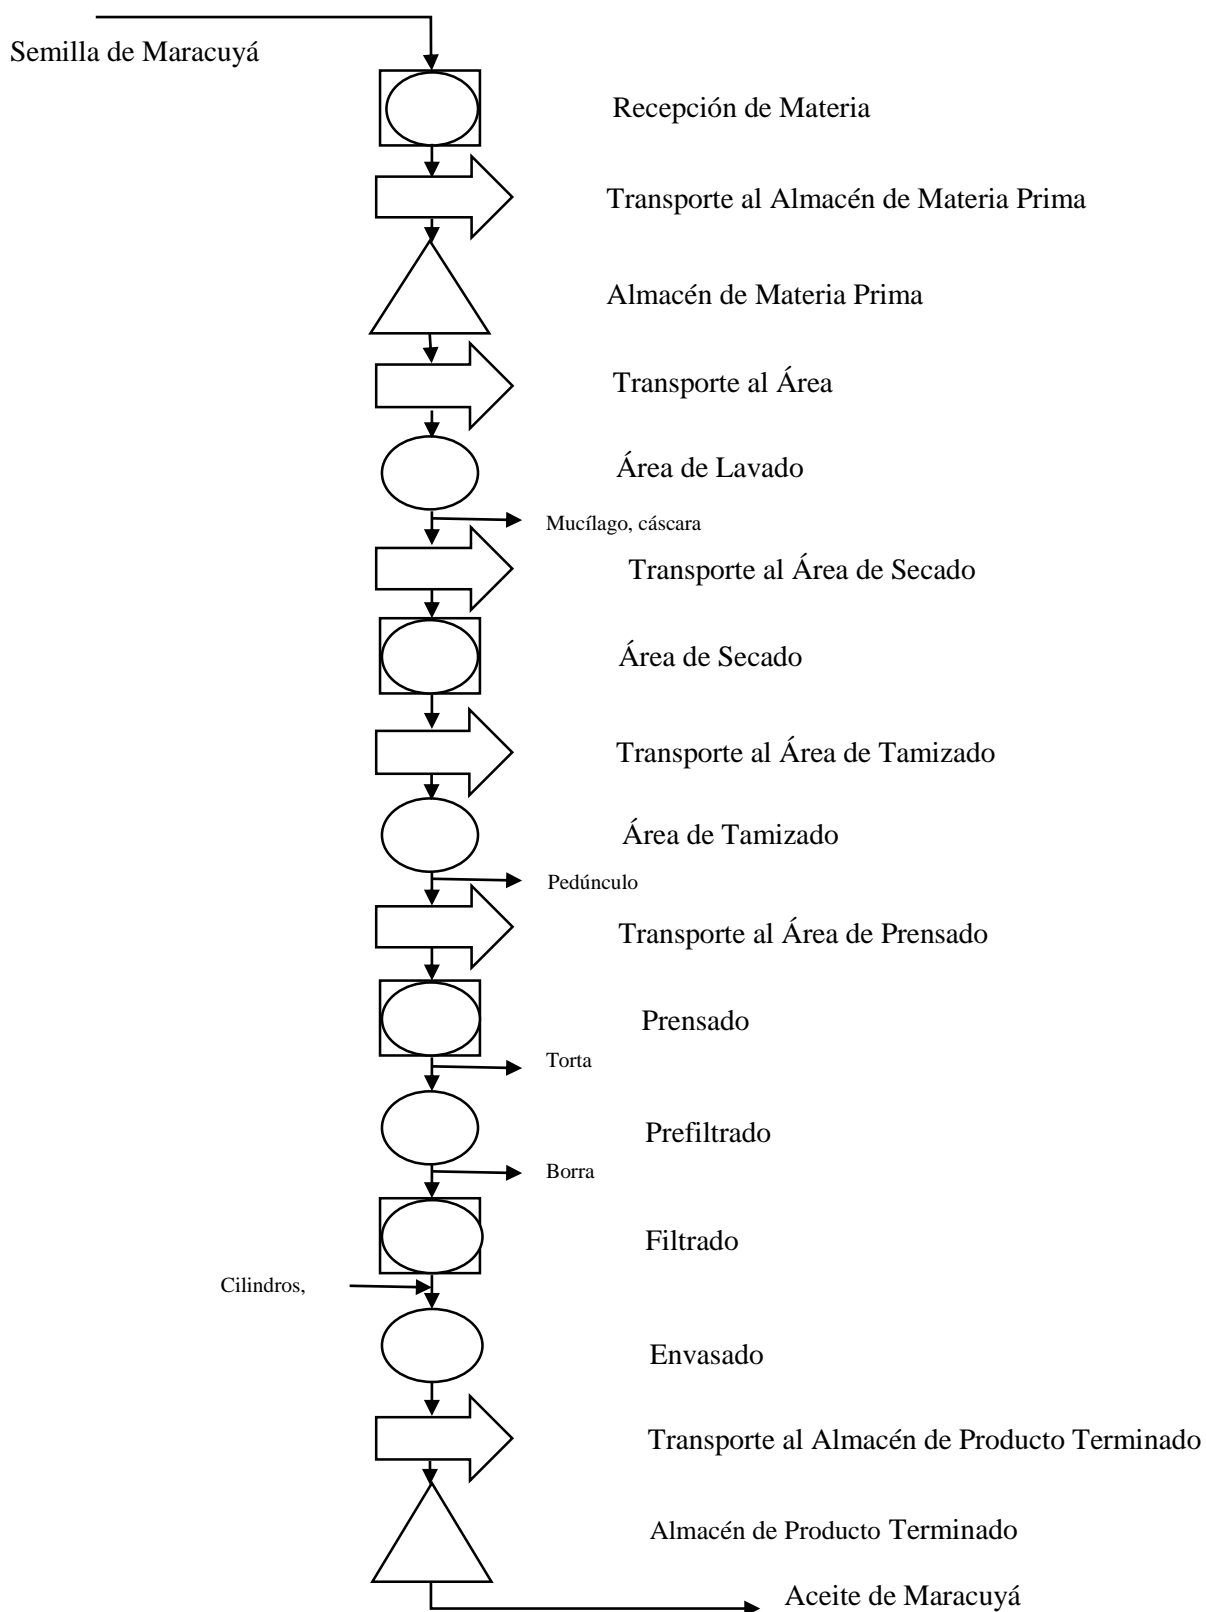 Semilla de Maracuyá
Recepción de Materia
Transporte al Almacén de Materia Prima
Almacén de Materia Prima
Transporte al Área
Área de Lavado
Mucílago, cáscara
Transporte al Área de Secado
Área de Secado
Transporte al Área de Tamizado
Área de Tamizado
Pedúnculo
Transporte al Área de Prensado
Prensado
Torta
Prefiltrado
Borra
Filtrado
Cilindros,
Envasado
Transporte al Almacén de Producto Terminado
Almacén de Producto Terminado
Aceite de Maracuyá